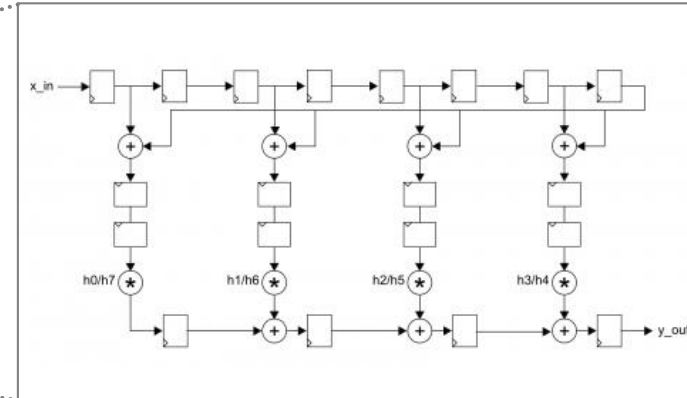 x_in
+ + + +
h0/h7 * h1/h6 * h2/h5 * h3/h4 *
+ + + y_out